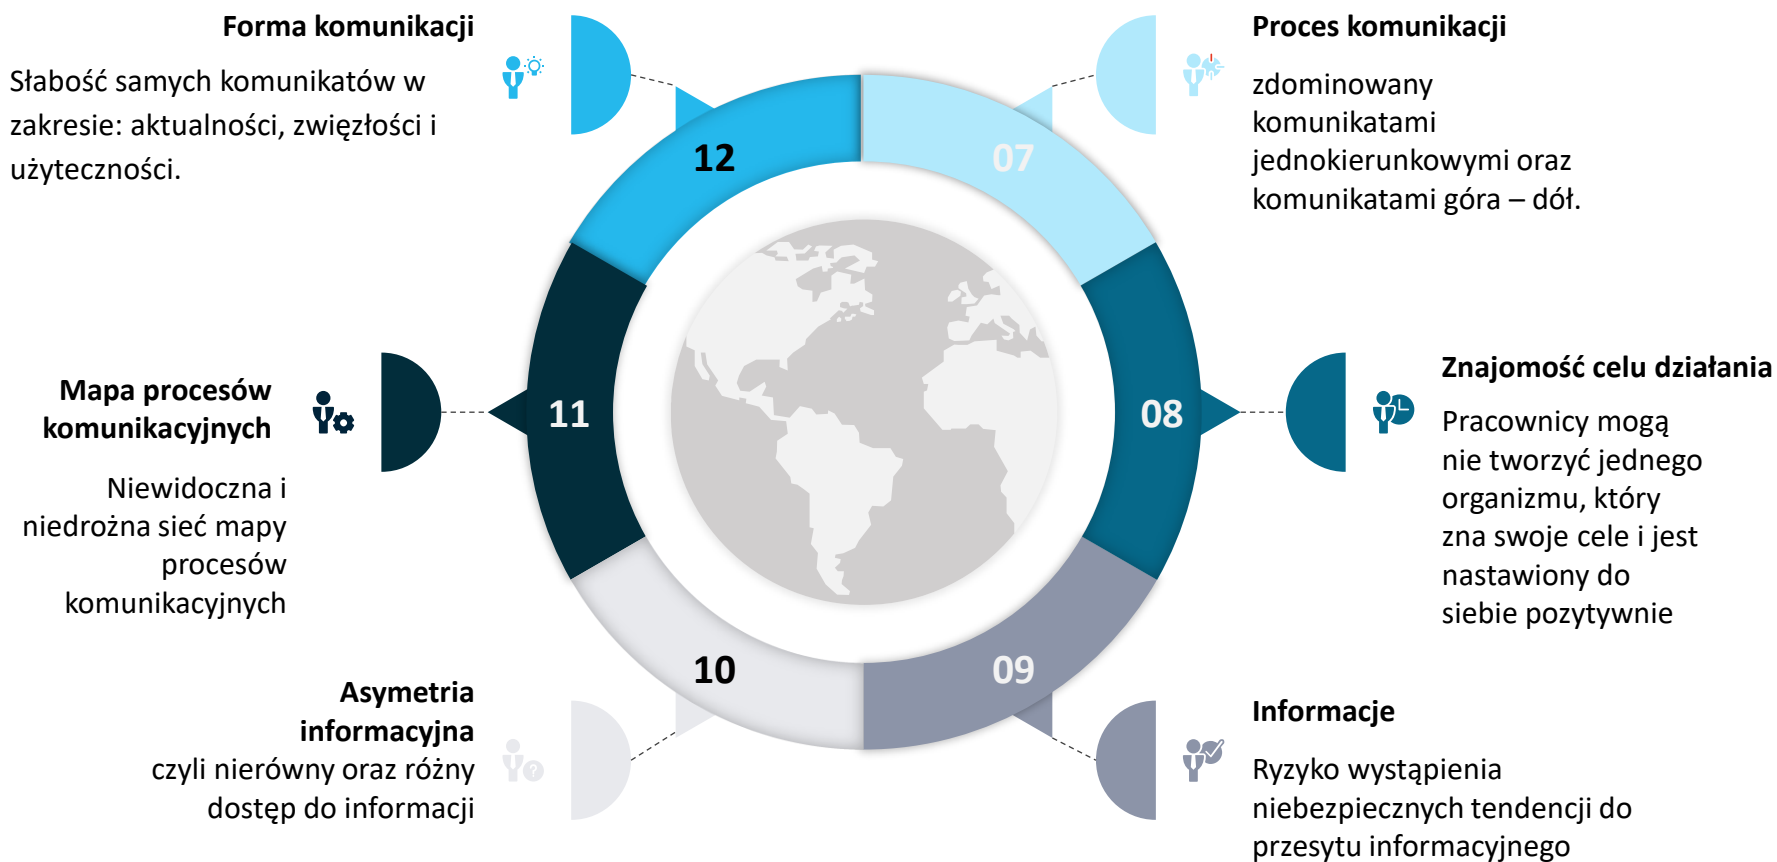 Forma komunikacji
Słabość samych komunikatów w
zakresie: aktualności, zwięzłości i
użyteczności.
12
Proces komunikacji
zdominowany
komunikatami
jednokierunkowymi oraz
komunikatami góra – dół.
07
Mapa procesów
komunikacyjnych
Niewidoczna i
niedrożna sieć mapy
procesów
komunikacyjnych
11
Znajomość celu działania
Pracownicy mogą
nie tworzyć jednego
organizmu, który
zna swoje cele i jest
nastawiony do
siebie pozytywnie
08
Asymetria
informacyjna
czyli nierówny oraz różny
dostęp do informacji
10
Informacje
Ryzyko wystąpienia
niebezpiecznych tendencji do
przesytu informacyjnego
09